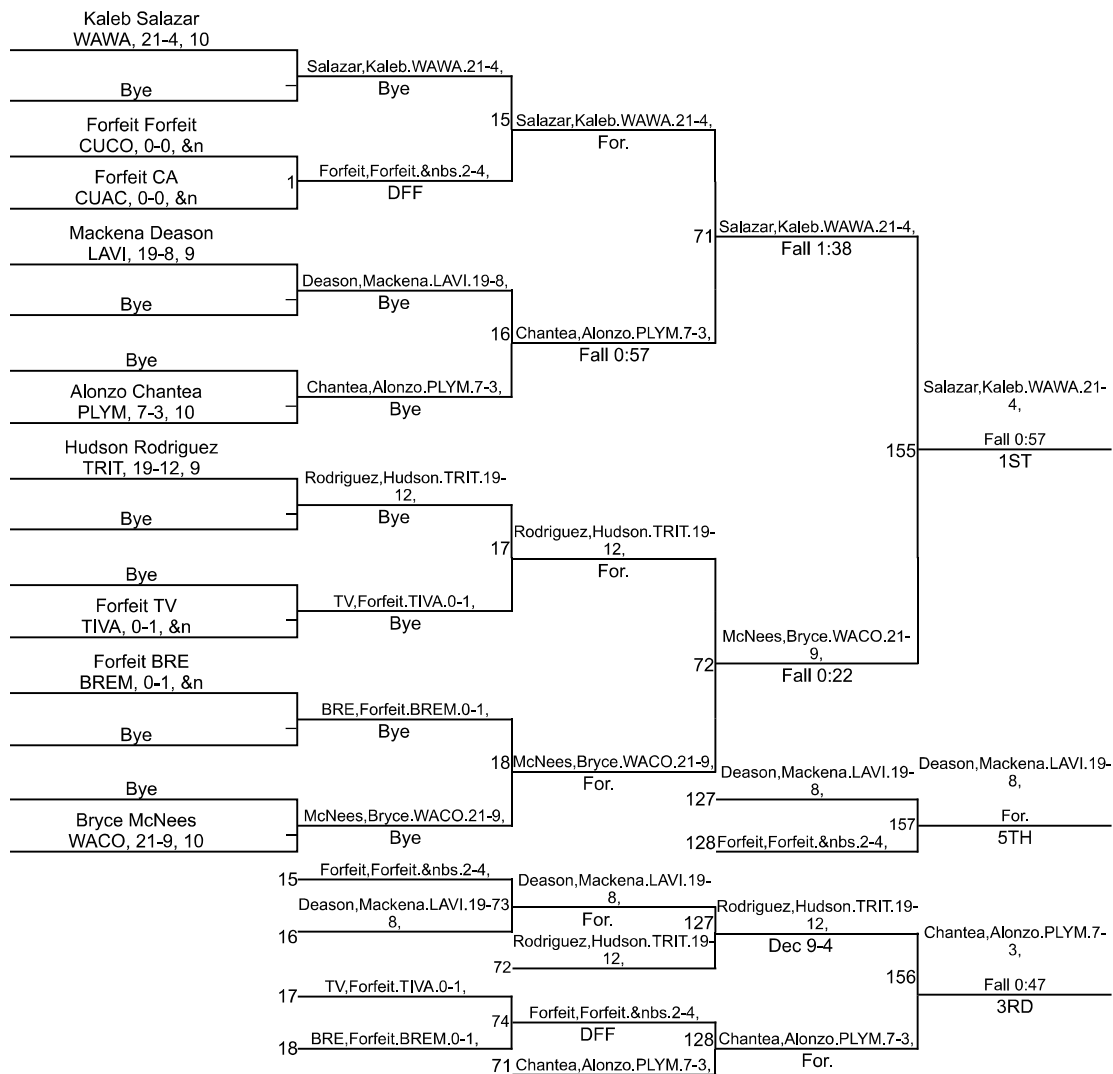 Kaleb Salazar
WAWA, 21-4, 10
Bye
Salazar,Kaleb.WAWA.21-4,
Bye
Forfeit Forfeit
CUCO, 0-0, &n
Forfeit CA
CUAC, 0-0, &n
1
Forfeit,Forfeit.&nbs.2-4,
DFF
15
Salazar,Kaleb.WAWA.21-4,
For.
Mackena Deason
LAVI, 19-8, 9
Bye
Deason,Mackena.LAVI.19-8,
Bye
Bye
Alonzo Chantea
PLYM, 7-3, 10
Chantea,Alonzo.PLYM.7-3,
Bye
16
Chantea,Alonzo.PLYM.7-3,
Fall 0:57
71
Salazar,Kaleb.WAWA.21-4,
Fall 1:38
Hudson Rodriguez
TRIT, 19-12, 9
Bye
Rodriguez,Hudson.TRIT.19-
12,
Bye
Bye
Forfeit TV
TIVA, 0-1, &n
TV,Forfeit.TIVA.0-1,
Bye
17
Rodriguez,Hudson.TRIT.19-
12,
For.
Forfeit BRE
BREM, 0-1, &n
Bye
BRE,Forfeit.BREM.0-1,
Bye
Bye
Bryce McNees
WACO, 21-9, 10
McNees,Bryce.WACO.21-9,
Bye
18
McNees,Bryce.WACO.21-9,
For.
72
McNees,Bryce.WACO.21-
9,
Fall 0:22
155
Salazar,Kaleb.WAWA.21-
4,
Fall 0:57
1ST
127
Deason,Mackena.LAVI.19-
8,
128
Forfeit,Forfeit.&nbs.2-4,
157
Deason,Mackena.LAVI.19-
8,
For.
5TH
15
Forfeit,Forfeit.&nbs.2-4,
16
Deason,Mackena.LAVI.19-
8,
73
Deason,Mackena.LAVI.19-
8,
For.
72
Rodriguez,Hudson.TRIT.19-
12,
127
Rodriguez,Hudson.TRIT.19-
12,
Dec 9-4
17
TV,Forfeit.TIVA.0-1,
18
BRE,Forfeit.BREM.0-1,
74
Forfeit,Forfeit.&nbs.2-4,
DFF
71
Chantea,Alonzo.PLYM.7-3,
128
Chantea,Alonzo.PLYM.7-3,
For.
156
Chantea,Alonzo.PLYM.7-
3,
Fall 0:47
3RD